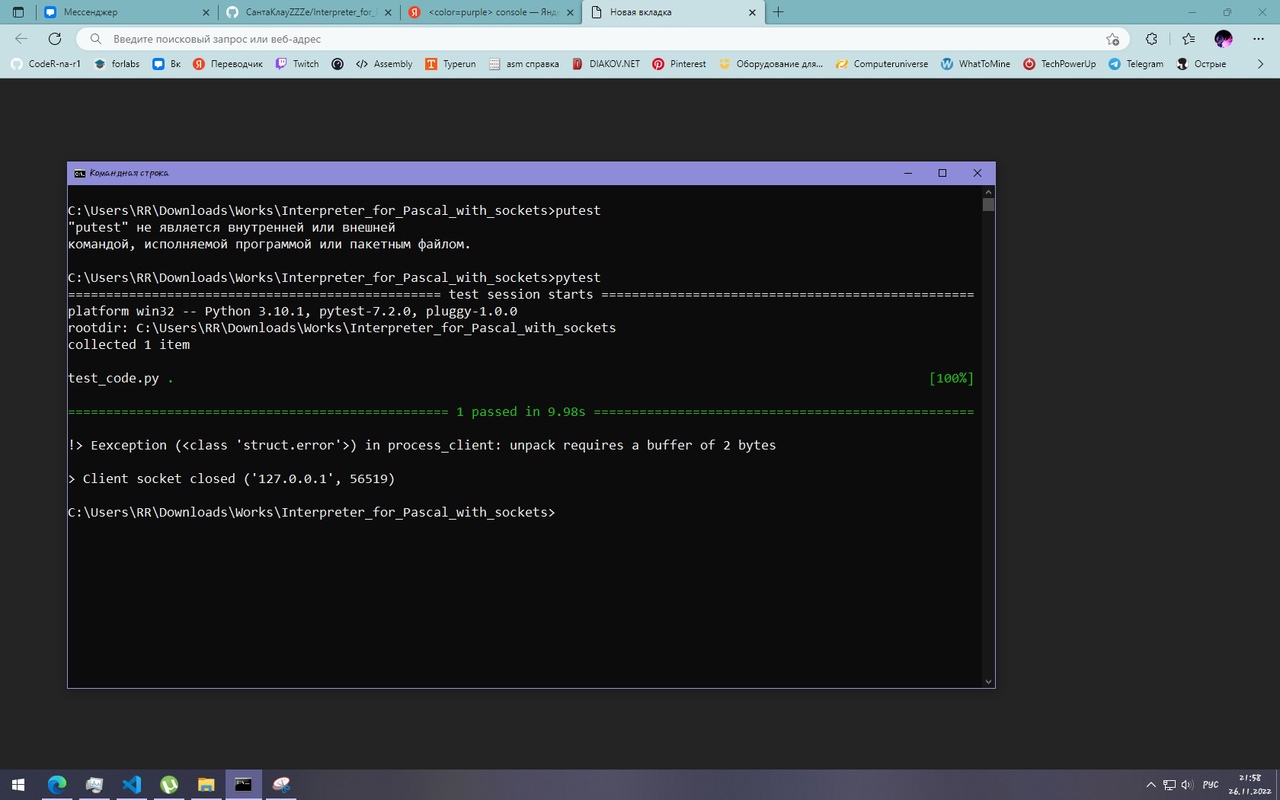 Мессенджер
СантаКлауZZZe/Interpreter_for_
<color=purple> console — Янд
Новая вкладка
Введите поисковый запрос или веб-адрес
CodeR-na-r1 forlabs Вк Переводчик Twitch Assembly Typerun asm справка DIAKOV.NET Pinterest Оборудование для... Computeruniverse WhatToMine TechPowerUp Telegram Острые
Командная строка
C:\Users\RR\Downloads\Works\Interpreter_for_Pascal_with_sockets>putest
"putest" не является внутренней или внешней
командой, исполняемой программой или пакетным файлом.
C:\Users\RR\Downloads\Works\Interpreter_for_Pascal_with_sockets>pytest
================================================= test session starts =================================================
platform win32 -- Python 3.10.1, pytest-7.2.0, pluggy-1.0.0
rootdir: C:\Users\RR\Downloads\Works\Interpreter_for_Pascal_with_sockets
collected 1 item
test_code.py . [100%]
================================================== 1 passed in 9.98s ==================================================
!> Eexception (<class 'struct.error'>) in process_client: unpack requires a buffer of 2 bytes
> Client socket closed ('127.0.0.1', 56519)
C:\Users\RR\Downloads\Works\Interpreter_for_Pascal_with_sockets>
РУС
21:58
26.11.2022